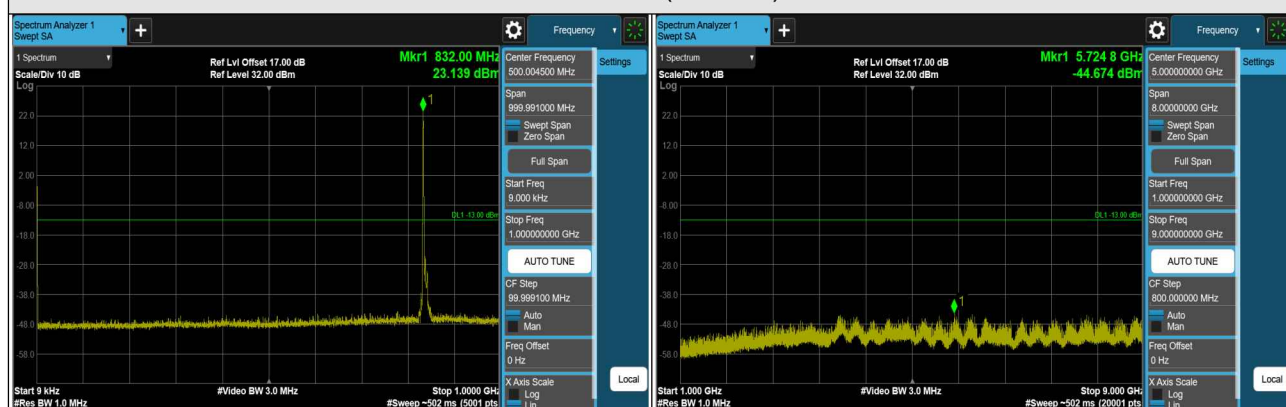 Spectrum Analyzer 1
Swept SA
Frequency
1 Spectrum
Scale/Div 10 dB
Log
Ref Lvl Offset 17.00 dB
Ref Level 32.00 dBm
Mkr1 832.00 MHz
23.139 dBm
1
22.0
12.0
2.00
-8.00
-18.0
-28.0
-38.0
-48.0
-58.0
DL1 -13.00 dBm
Start 9 kHz
#Res BW 1.0 MHz
#Video BW 3.0 MHz
Stop 1.0000 GHz
#Sweep ~502 ms (5001 pts)
Center Frequency
500.004500 MHz
Settings
Span
999.991000 MHz
Swept Span
Zero Span
Full Span
Start Freq
9.000 kHz
Stop Freq
1.000000000 GHz
AUTO TUNE
CF Step
99.999100 MHz
Auto
Man
Freq Offset
0 Hz
X Axis Scale
Log
Lin
Local
Spectrum Analyzer 1
Swept SA
Frequency
1 Spectrum
Scale/Div 10 dB
Log
Ref Lvl Offset 17.00 dB
Ref Level 32.00 dBm
Mkr1 5.724 8 GHz
-44.674 dBm
1
22.0
12.0
2.00
-8.00
-18.0
-28.0
-38.0
-48.0
-58.0
DL1 -13.00 dBm
Start 1.000 GHz
#Res BW 1.0 MHz
#Video BW 3.0 MHz
Stop 9.000 GHz
#Sweep ~502 ms (20001 pts)
Center Frequency
5.000000000 GHz
Settings
Span
8.00000000 GHz
Swept Span
Zero Span
Full Span
Start Freq
1.000000000 GHz
Stop Freq
9.000000000 GHz
AUTO TUNE
CF Step
800.000000 MHz
Auto
Man
Freq Offset
0 Hz
X Axis Scale
Log
Lin
Local